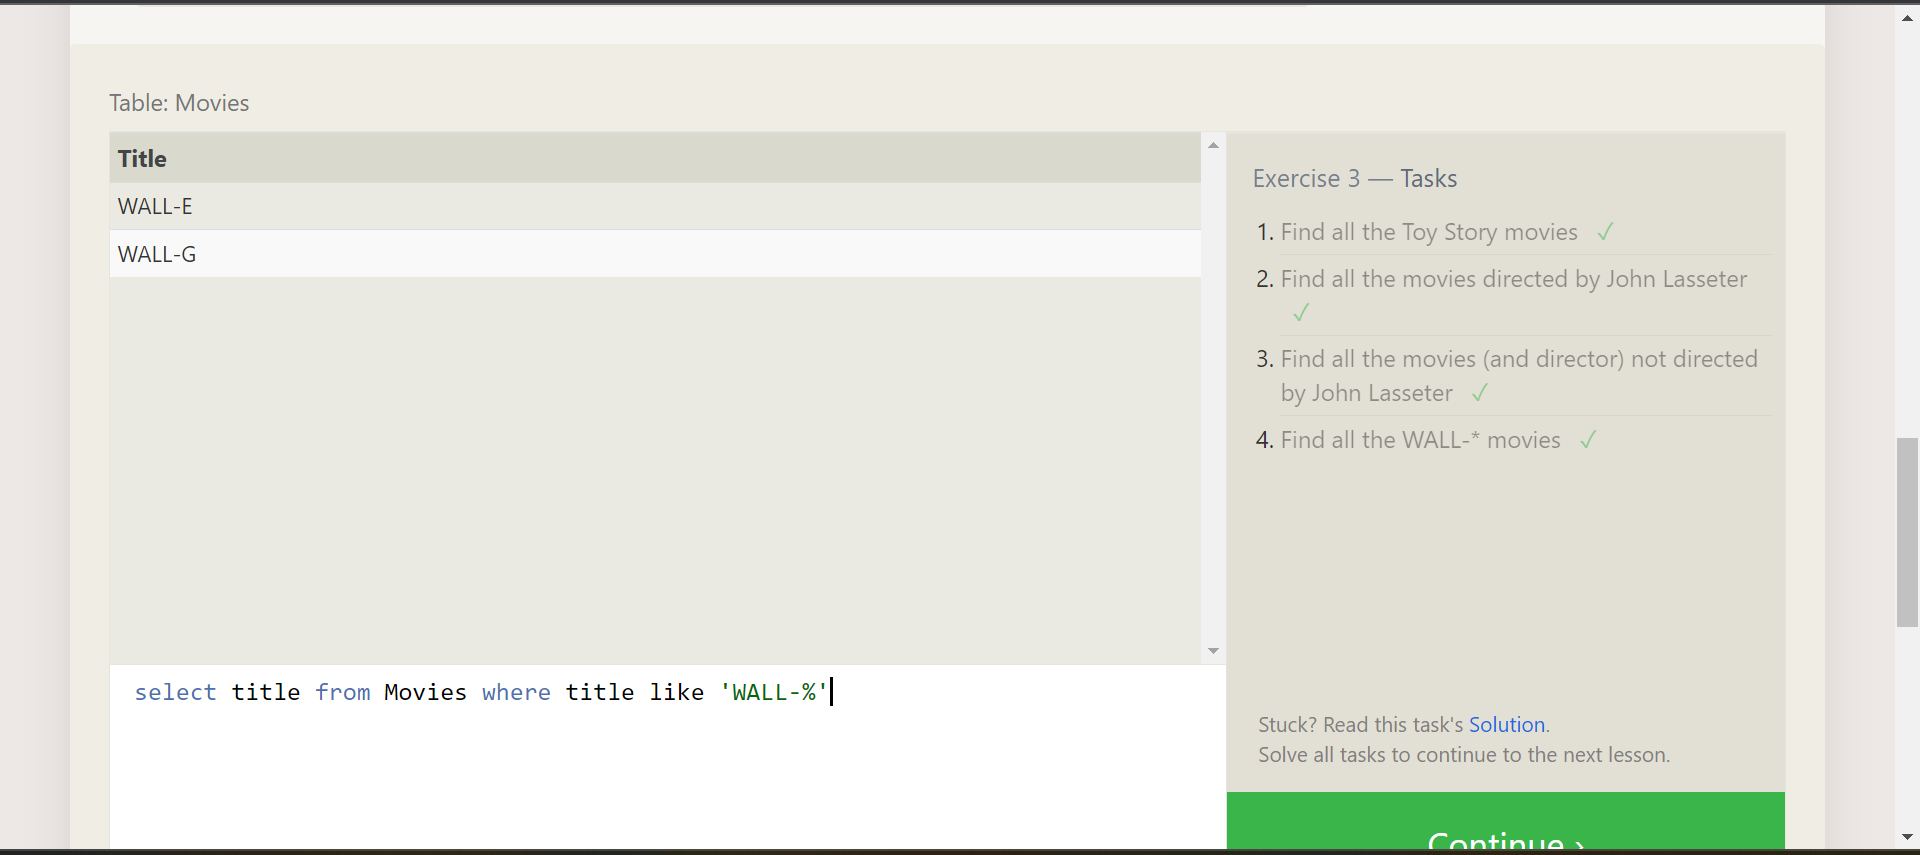 Table: Movies
Title
WALL-E
WALL-G
select title from Movies where title like 'WALL-%'
Exercise 3 — Tasks
1. Find all the Toy Story movies ✓
2. Find all the movies directed by John Lasseter
✓
3. Find all the movies (and director) not directed
by John Lasseter ✓
4. Find all the WALL-* movies ✓
Stuck? Read this task's Solution.
Solve all tasks to continue to the next lesson.
Continue ›